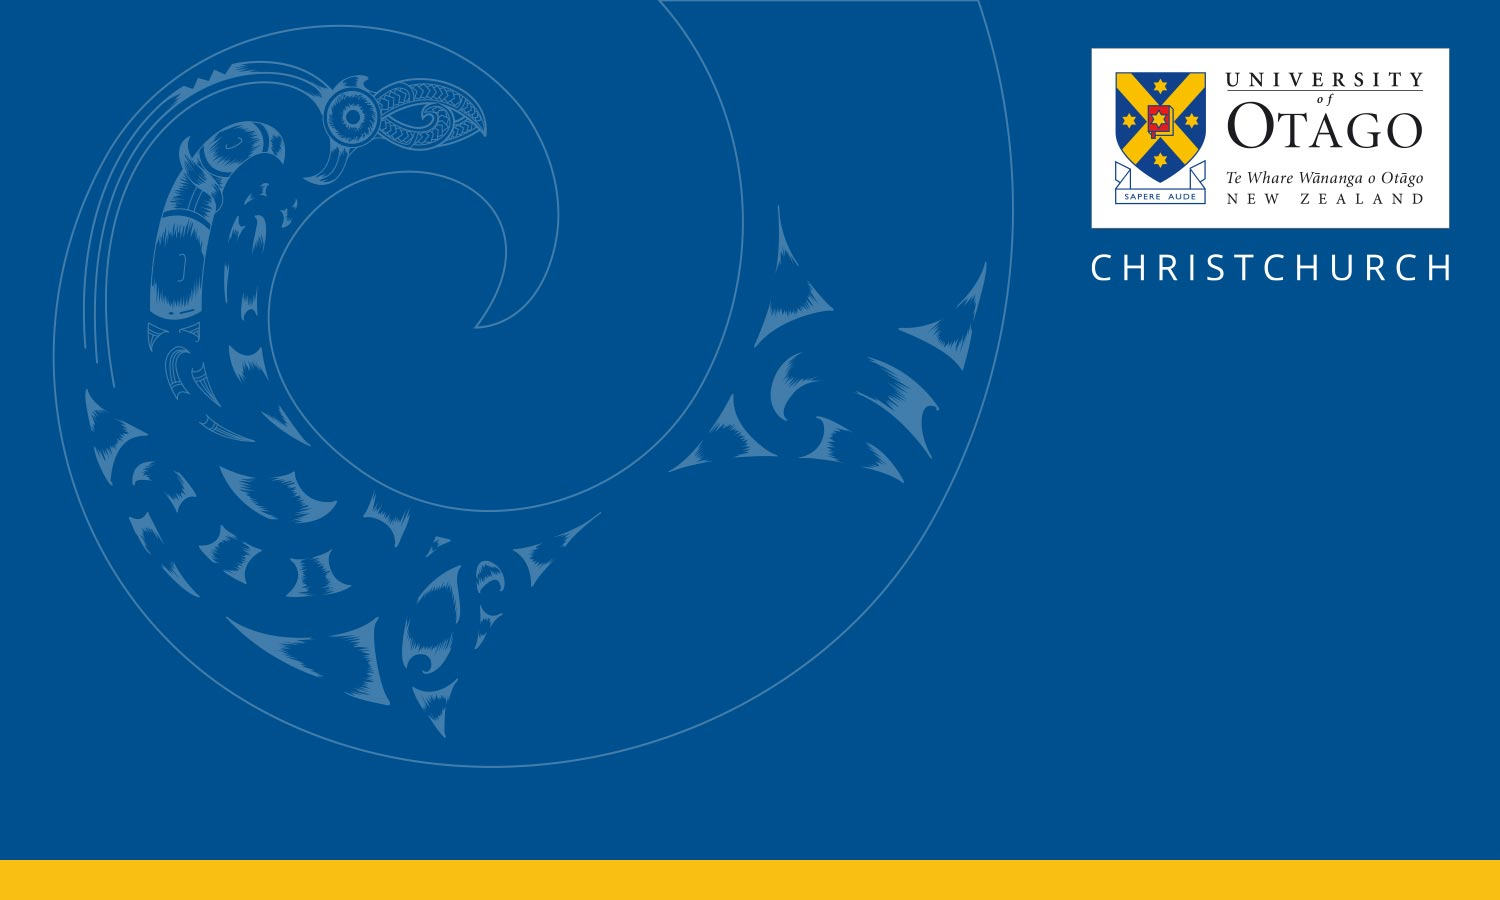 UNIVERSITY
of
OTAGO
Te Whare Wānanga o Otāgo
NEW ZEALAND
SAPERE AUDE
CHRISTCHURCH